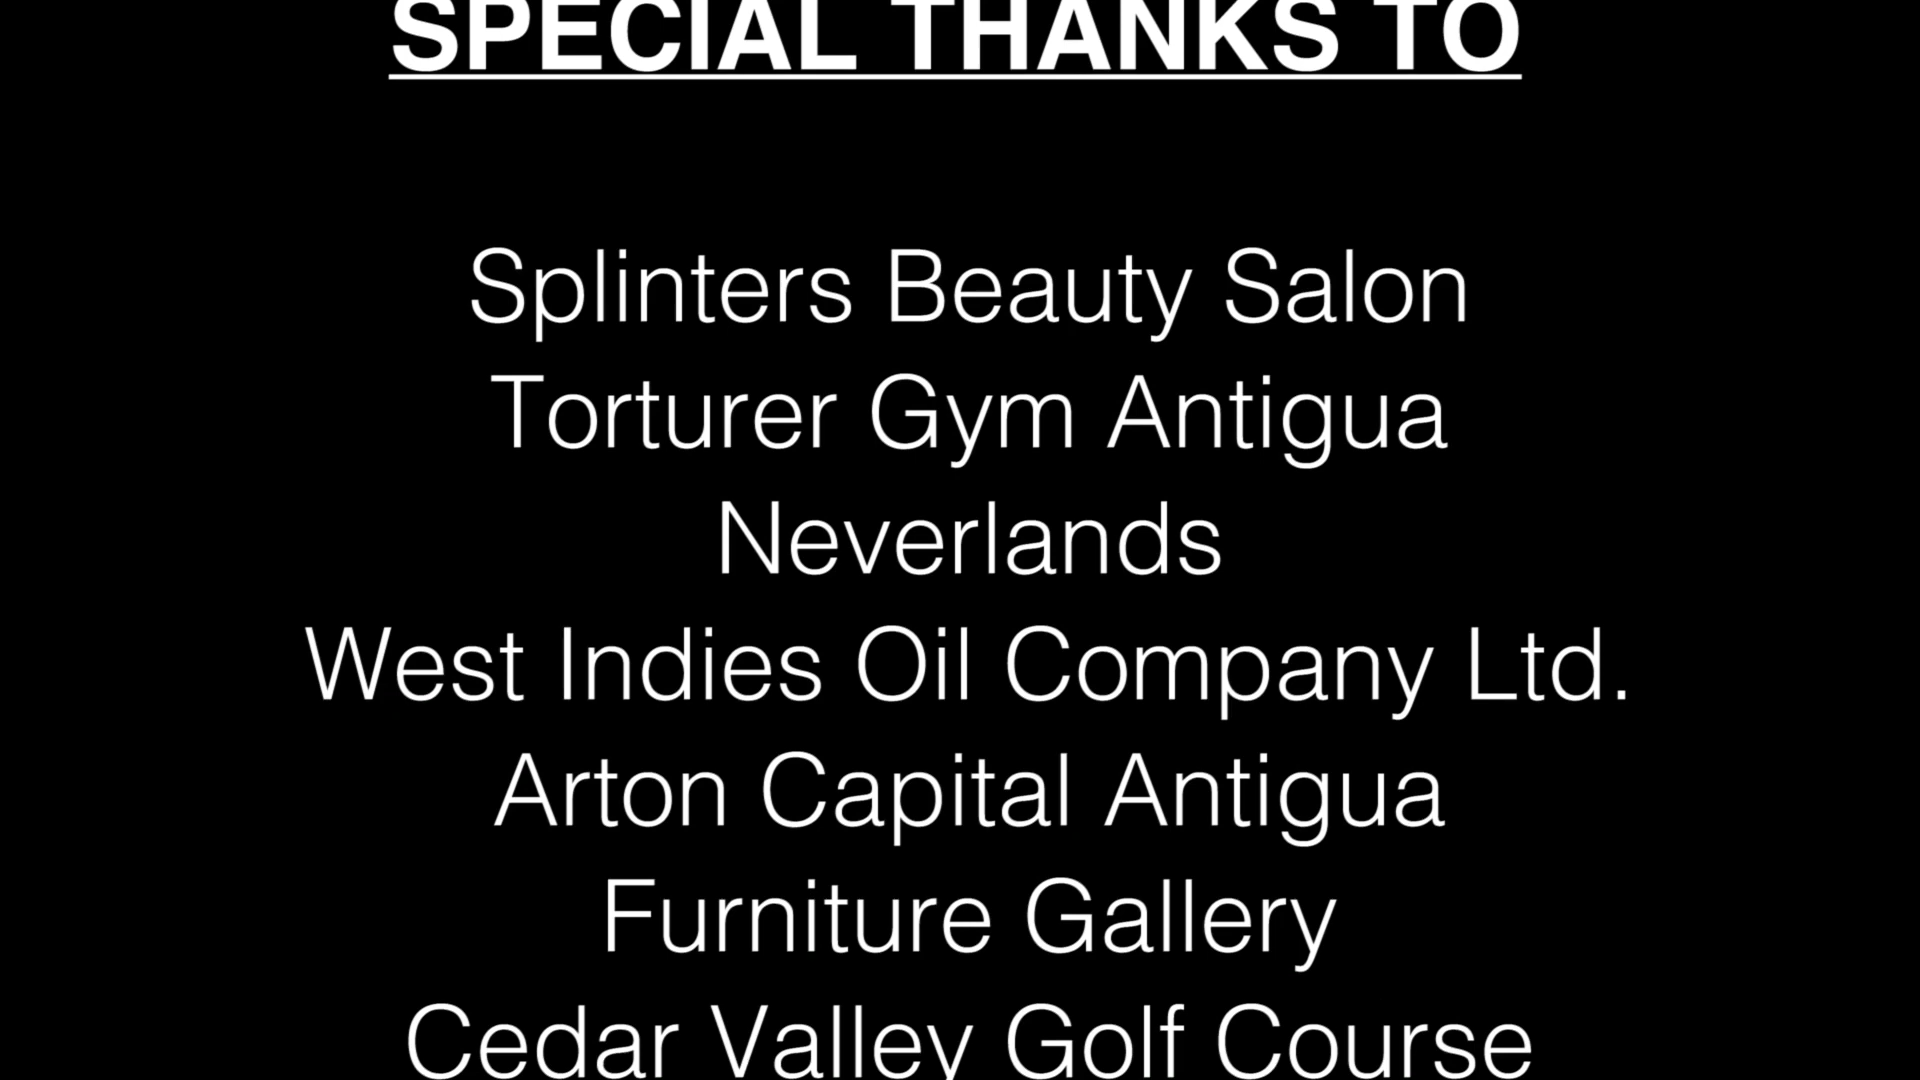 SPECIAL THANKS TO
Splinters Beauty Salon
Torturer Gym Antigua
Neverlands
West Indies Oil Company Ltd.
Arton Capital Antigua
Furniture Gallery
Cedar Valley Golf Course